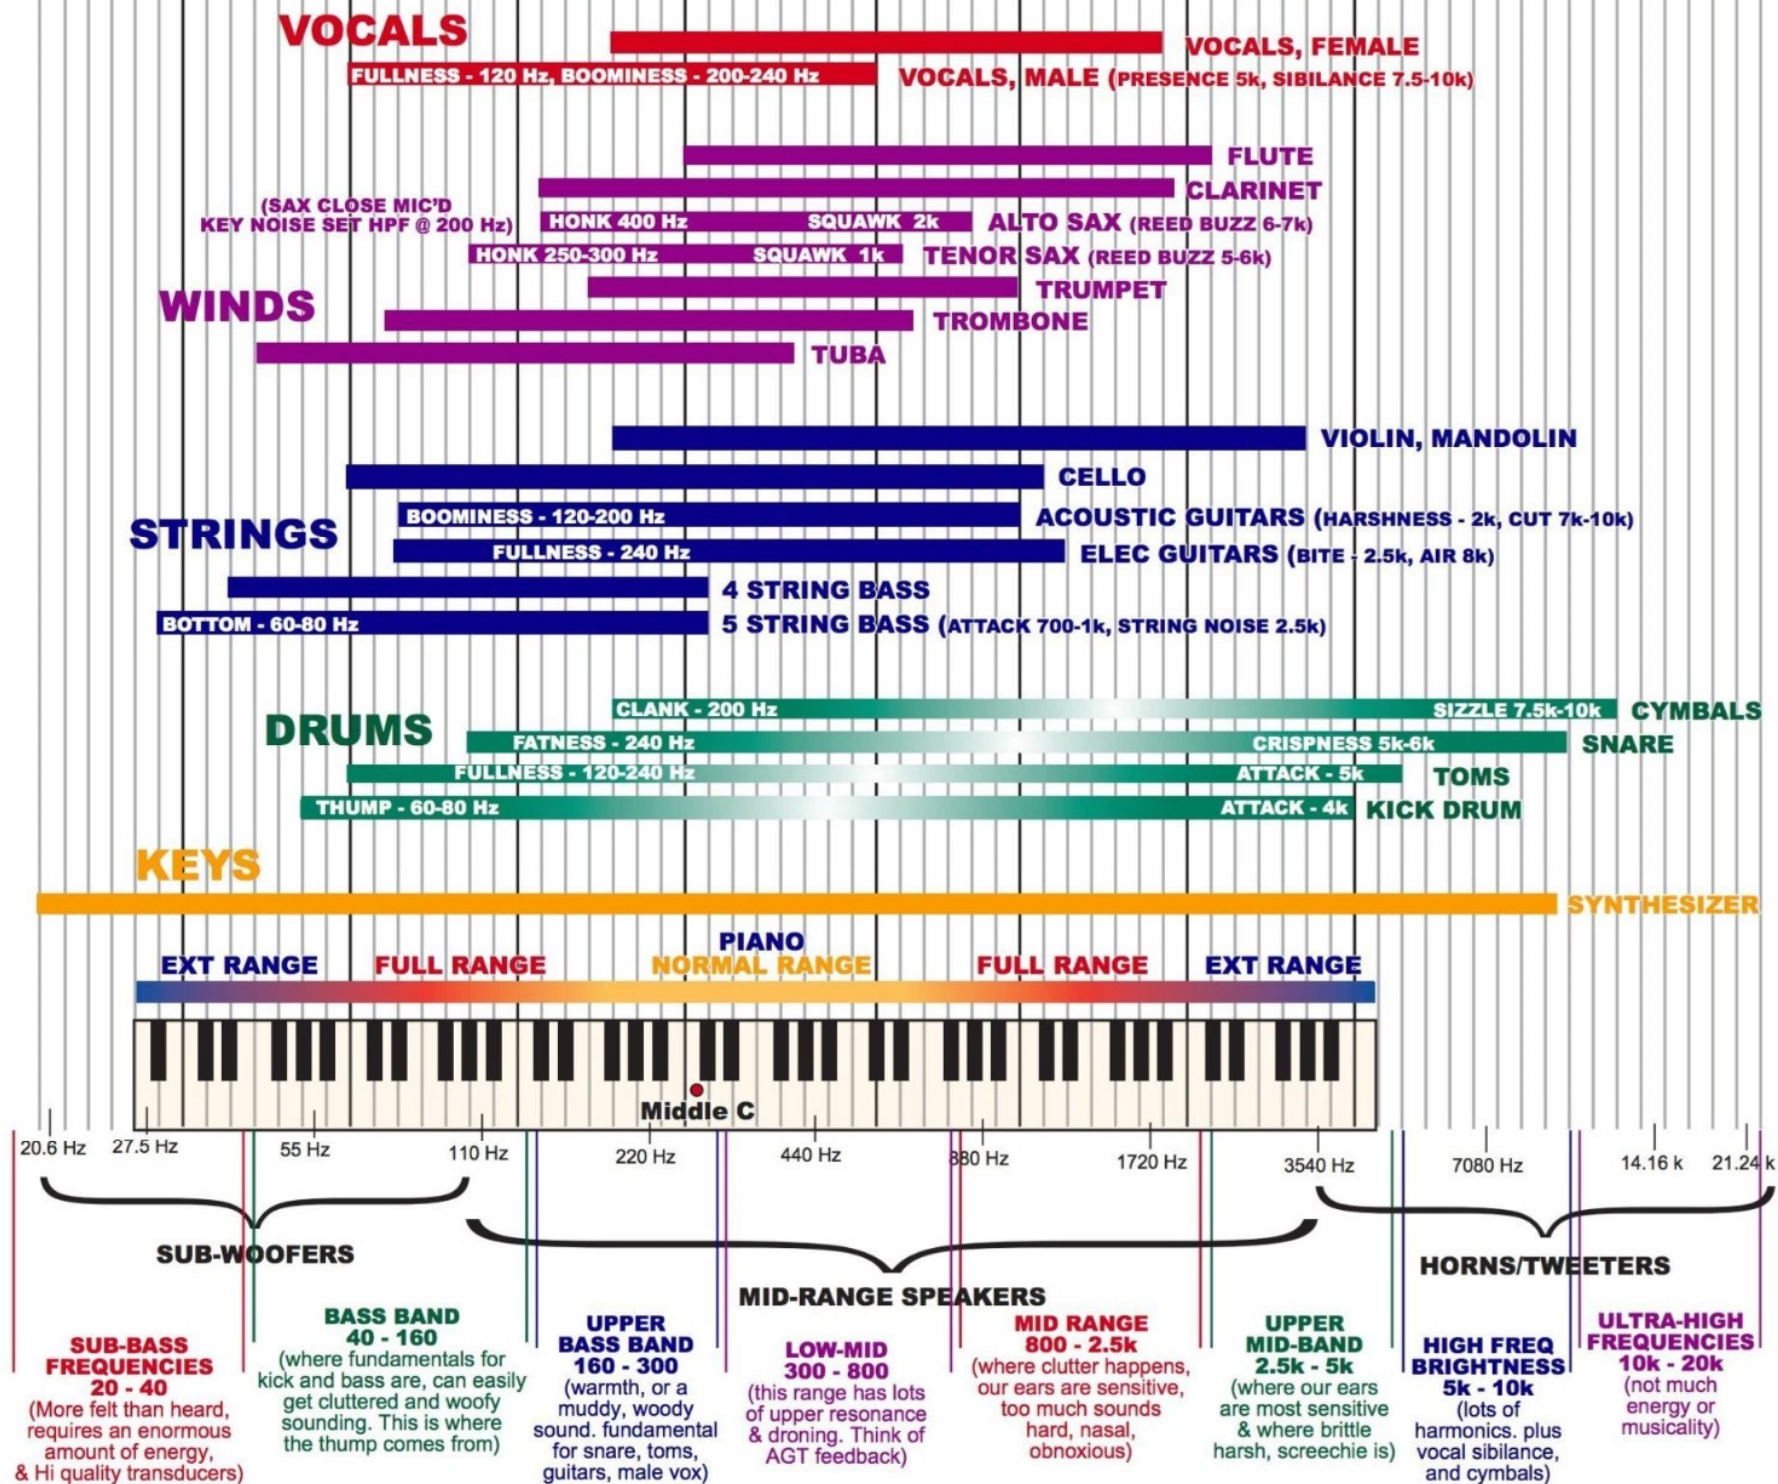 VOCALS
VOCALS, FEMALE
FULLNESS - 120 Hz, BOOMINESS - 200-240 Hz
VOCALS, MALE (PRESENCE 5k, SIBILANCE 7.5-10k)
FLUTE
CLARINET
(SAX CLOSE MIC'D
KEY NOISE SET HPF @ 200 Hz)
HONK 400 Hz SQUAWK 2k
ALTO SAX (REED BUZZ 6-7k)
HONK 250-300 Hz SQUAWK 1k
TENOR SAX (REED BUZZ 5-6k)
WINDS
TRUMPET
TROMBONE
TUBA
VIOLIN, MANDOLIN
CELLO
STRINGS
BOOMINESS - 120-200 Hz
ACOUSTIC GUITARS (HARSHNESS - 2k, CUT 7k-10k)
FULLNESS - 240 Hz
ELEC GUITARS (BITE - 2.5k, AIR 8k)
4 STRING BASS
BOTTOM - 60-80 Hz
5 STRING BASS (ATTACK 700-1k, STRING NOISE 2.5k)
DRUMS
CLANK - 200 Hz SIZZLE 7.5k-10k CYMBALS
FATNESS - 240 Hz CRISPNESS 5k-6k SNARE
FULLNESS - 120-240 Hz ATTACK - 5k TOMS
THUMP - 60-80 Hz ATTACK - 4k KICK DRUM
KEYS
SYNTHESIZER
PIANO
EXT RANGE FULL RANGE NORMAL RANGE FULL RANGE EXT RANGE
Middle C
20.6 Hz 27.5 Hz 55 Hz 110 Hz 220 Hz 440 Hz 880 Hz 1720 Hz 3540 Hz 7080 Hz 14.16 k 21.24 k
SUB-WOOFERS
MID-RANGE SPEAKERS
HORNS/TWEETERS
SUB-BASS
FREQUENCIES
20 - 40
(More felt than heard,
requires an enormous
amount of energy,
& Hi quality transducers)
BASS BAND
40 - 160
(where fundamentals for
kick and bass are, can easily
get cluttered and woofy
sounding. This is where
the thump comes from)
UPPER
BASS BAND
160 - 300
(warmth, or a
muddy, woody
sound. fundamental
for snare, toms,
guitars, male vox)
LOW-MID
300 - 800
(this range has lots
of upper resonance
& droning. Think of
AGT feedback)
MID RANGE
800 - 2.5k
(where clutter happens,
our ears are sensitive,
too much sounds
hard, nasal,
obnoxious)
UPPER
MID-BAND
2.5k - 5k
(where our ears
are most sensitive
& where brittle
harsh, screechie is)
HIGH FREQ
BRIGHTNESS
5k - 10k
(lots of
harmonics. plus
vocal sibilance,
and cymbals)
ULTRA-HIGH
FREQUENCIES
10k - 20k
(not much
energy or
musicality)